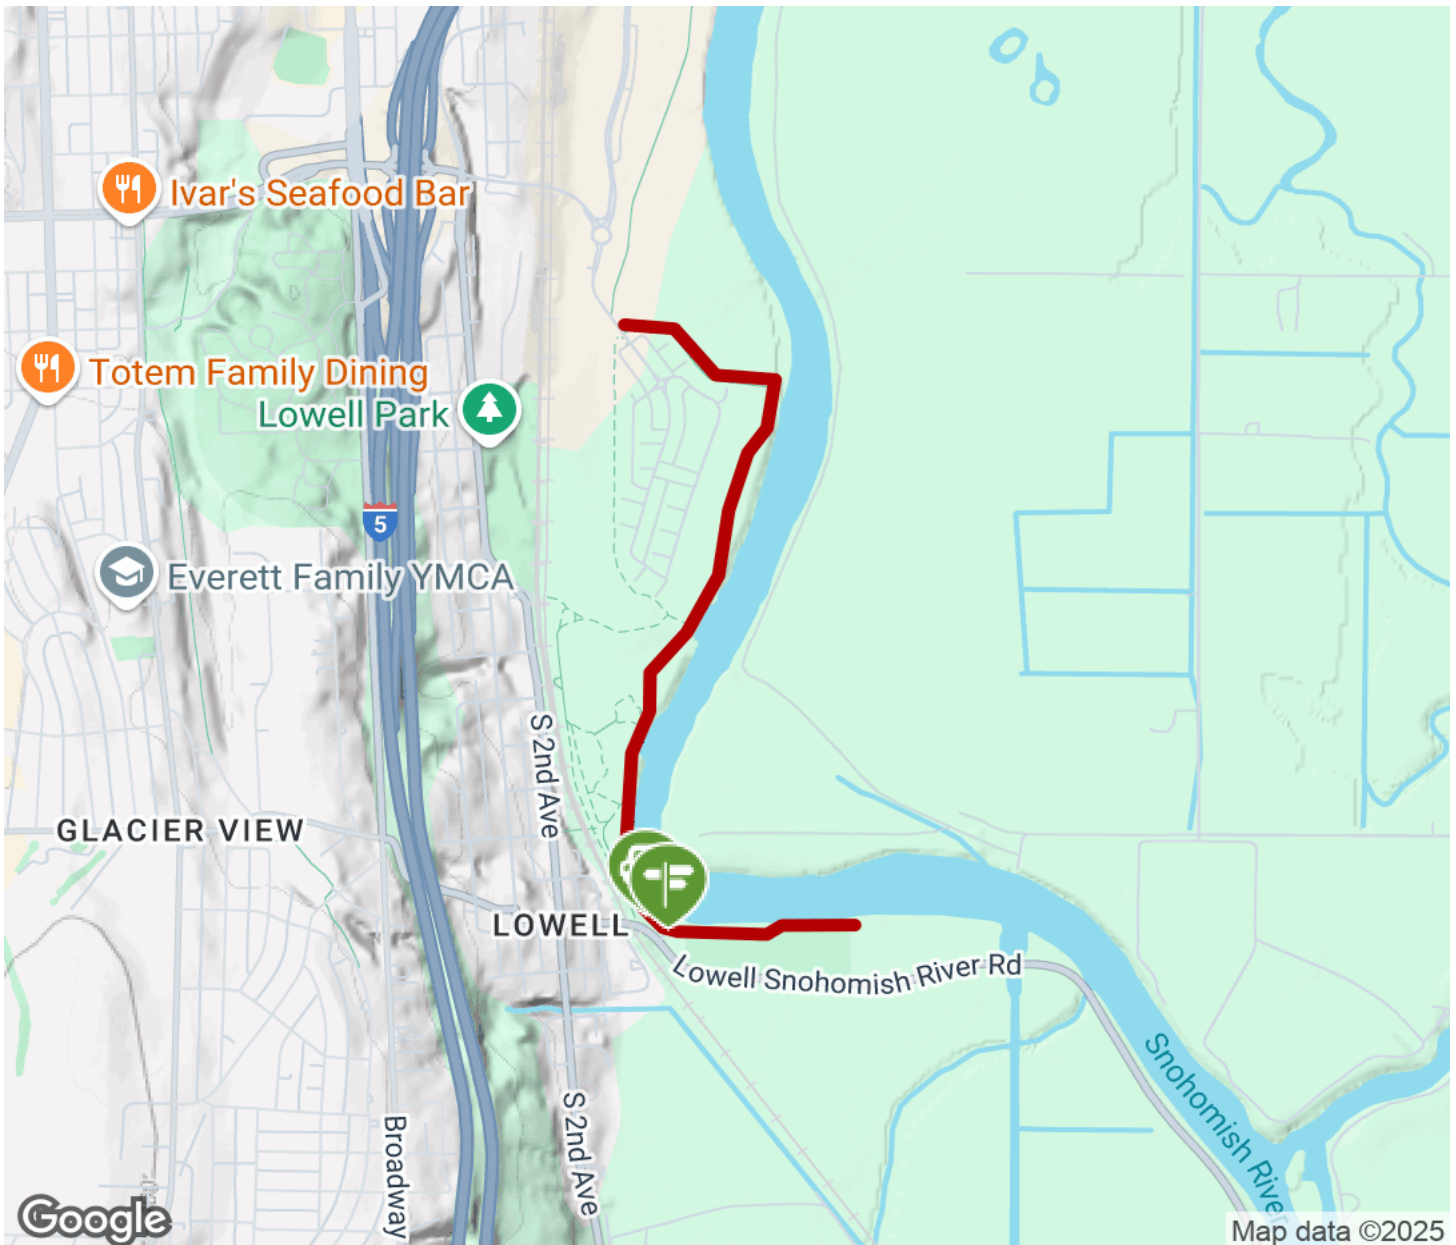 Ivar's Seafood Bar
Totem Family Dining
Lowell Park
5
Everett Family YMCA
S 2nd Ave
GLACIER VIEW
LOWELL
Lowell Snohomish River Rd
Snohomish River
S 2nd Ave
Broadway
Google
Map data ©2025